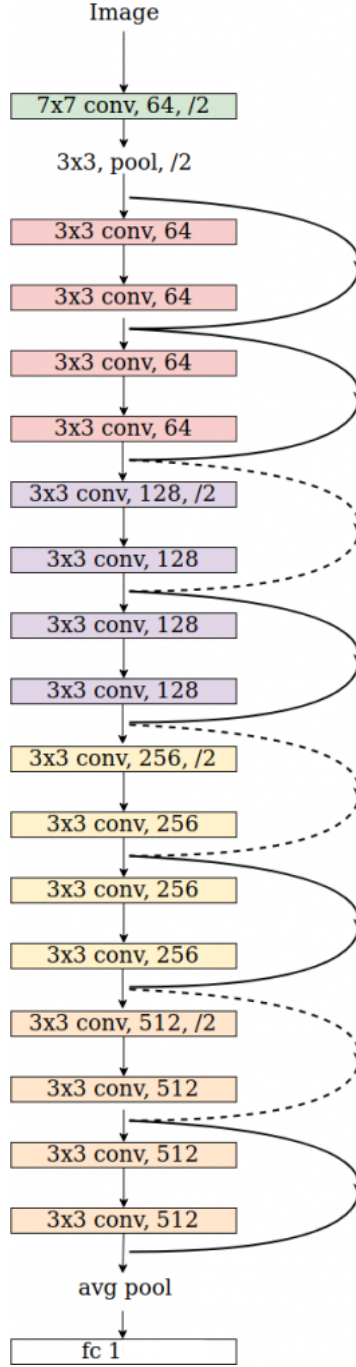 Image
7x7 conv, 64, /2
3x3, pool, /2
3x3 conv, 64
3x3 conv, 64
3x3 conv, 64
3x3 conv, 64
3x3 conv, 128, /2
3x3 conv, 128
3x3 conv, 128
3x3 conv, 128
3x3 conv, 256, /2
3x3 conv, 256
3x3 conv, 256
3x3 conv, 256
3x3 conv, 512, /2
3x3 conv, 512
3x3 conv, 512
3x3 conv, 512
avg pool
fc 1